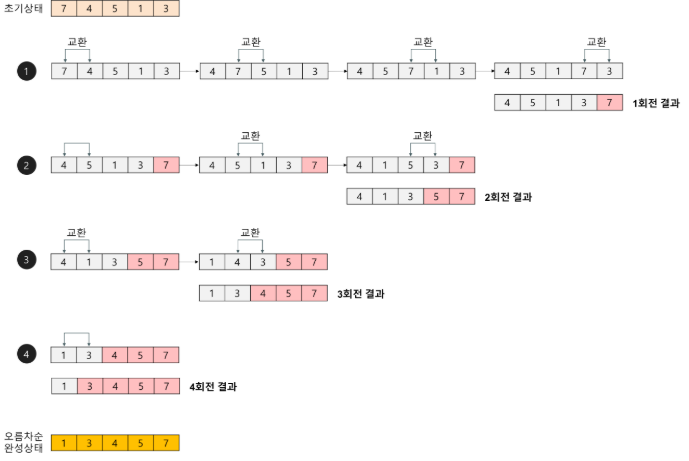 초기상태 7 4 5 1 3
교환 교환 교환 교환
1 7 4 5 1 3 4 7 5 1 3 4 5 7 1 3 4 5 1 7 3
4 5 1 3 7 1회전 결과
교환 교환
2 4 5 1 3 7 4 5 1 3 7 4 1 5 3 7
4 1 3 5 7 2회전 결과
교환 교환
3 4 1 3 5 7 1 4 3 5 7
1 3 4 5 7 3회전 결과
4 1 3 4 5 7
1 3 4 5 7 4회전 결과
오름차순
완성상태 1 3 4 5 7